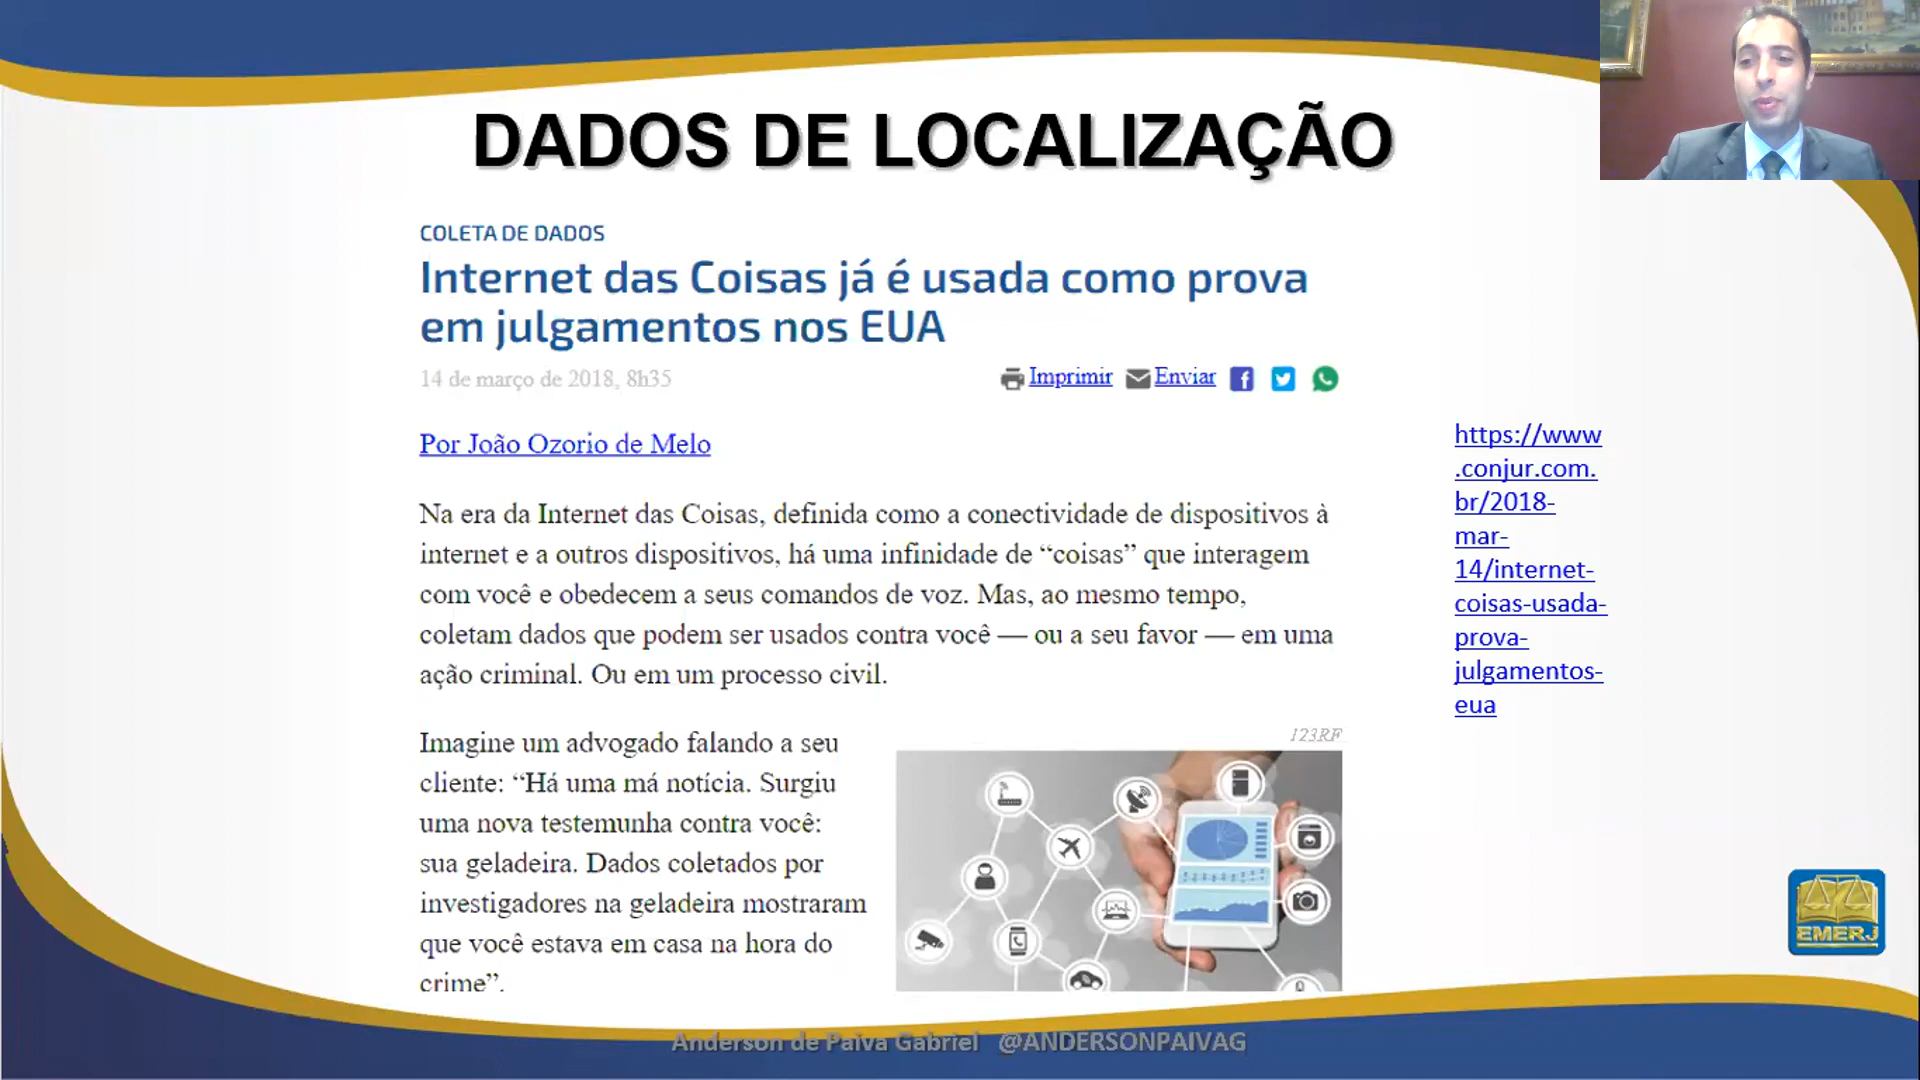 DADOS DE LOCALIZAÇÃO
COLETA DE DADOS
Internet das Coisas já é usada como prova
em julgamentos nos EUA
14 de março de 2018, 8h35
Imprimir Enviar
Por João Ozorio de Melo
Na era da Internet das Coisas, definida como a conectividade de dispositivos à
internet e a outros dispositivos, há uma infinidade de “coisas” que interagem
com você e obedecem a seus comandos de voz. Mas, ao mesmo tempo,
coletam dados que podem ser usados contra você — ou a seu favor — em uma
ação criminal. Ou em um processo civil.
Imagine um advogado falando a seu
cliente: “Há uma má notícia. Surgiu
uma nova testemunha contra você:
sua geladeira. Dados coletados por
investigadores na geladeira mostraram
que você estava em casa na hora do
crime”.
123RF
https://www
.conjur.com.
br/2018-
mar-
14/internet-
coisas-usada-
prova-
julgamentos-
eua
EMERJ
Anderson de Paiva Gabriel @ANDERSONPAIVAG